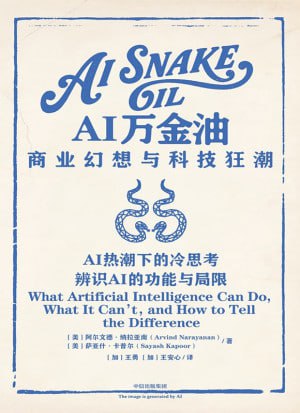 AI SNAKE
OIL
AI万金油
商业幻想与科技狂潮
AI热潮下的冷思考
辨识AI的功能与局限
What Artificial Intelligence Can Do,
What It Can't, and How to Tell
the Difference
［美］阿尔文德·纳拉亚南（Arvind Narayanan）
［美］萨亚什·卡普尔（Sayash Kapoor） /著
［加］王勇［加］王安心/译
中信出版集团
The image is generated by AI